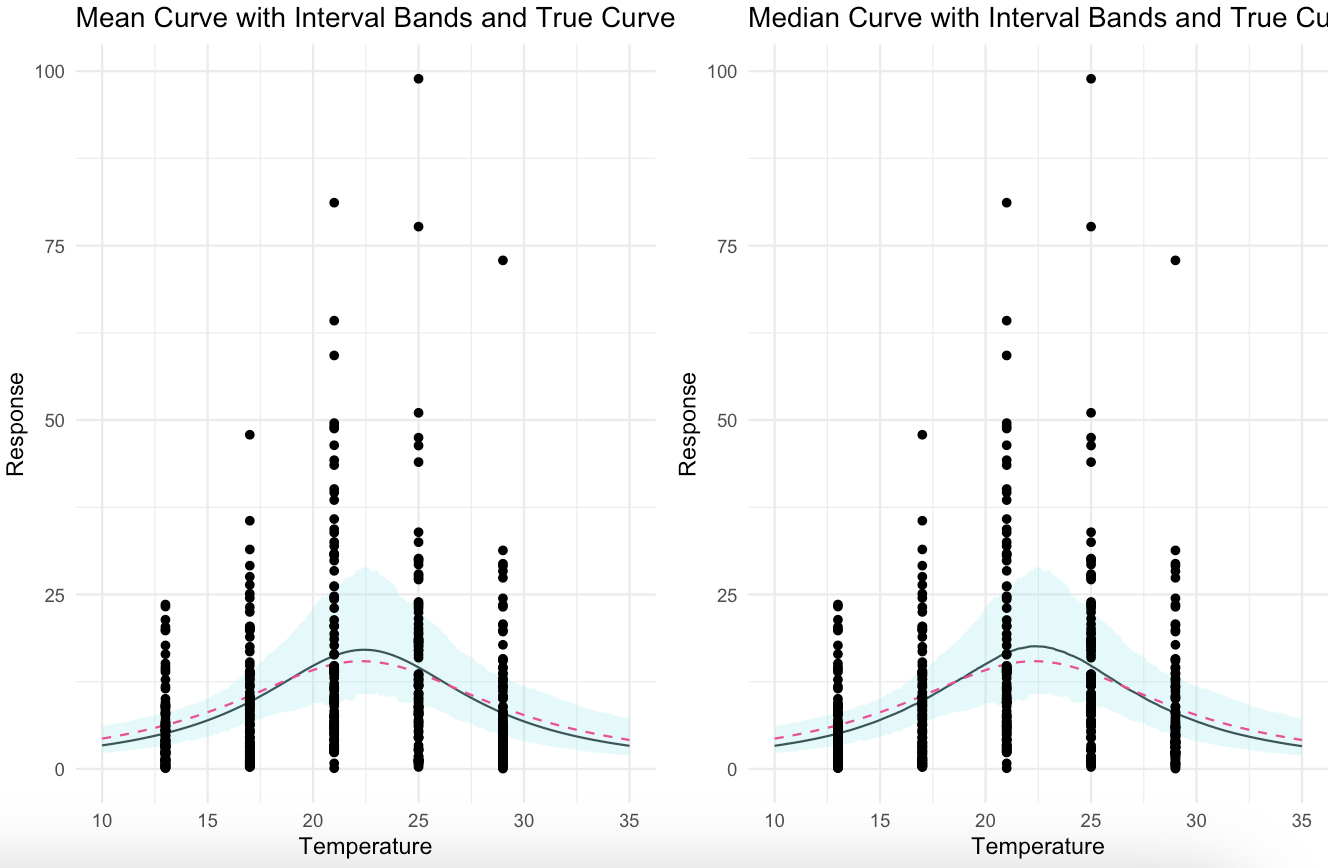 Mean Curve with Interval Bands and True Curve
100
75
50
25
0
Response
10 15 20 25 30 35
Temperature
Median Curve with Interval Bands and True Cu
100
75
50
25
0
Response
10 15 20 25 30 35
Temperature